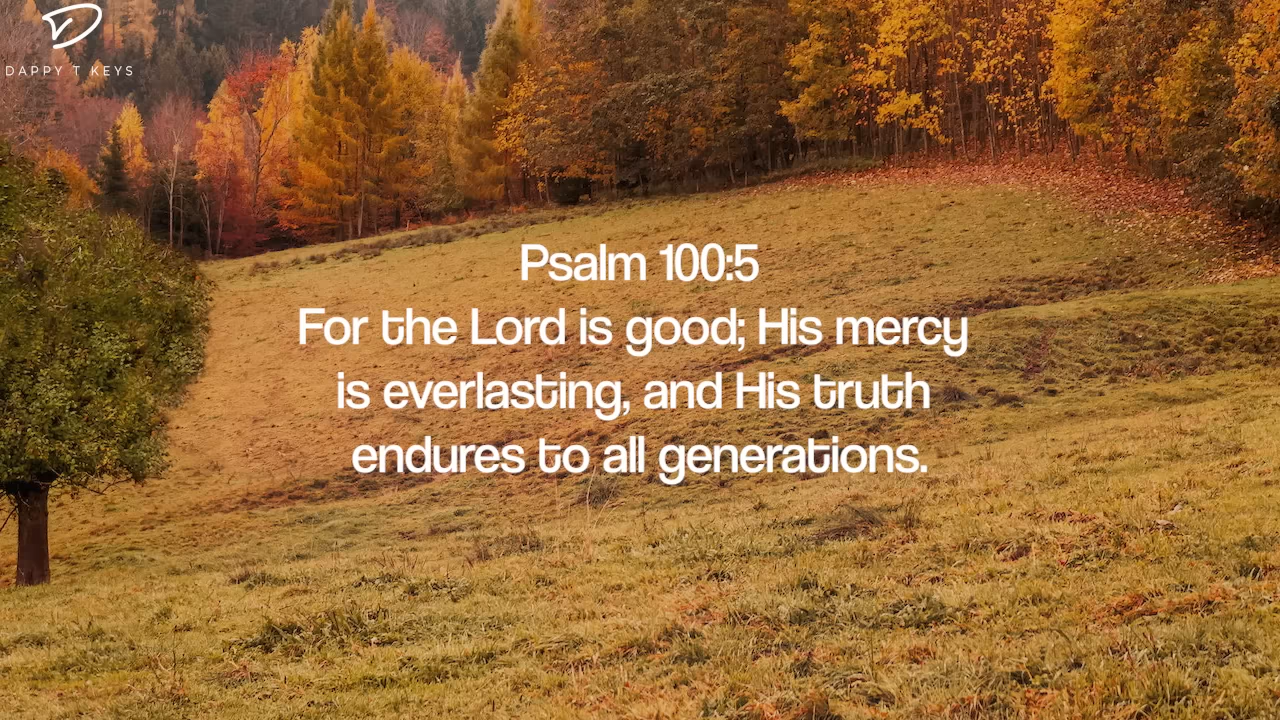 DAPPY T KEYS
Psalm 100:5
For the Lord is good; His mercy
is everlasting, and His truth
endures to all generations.